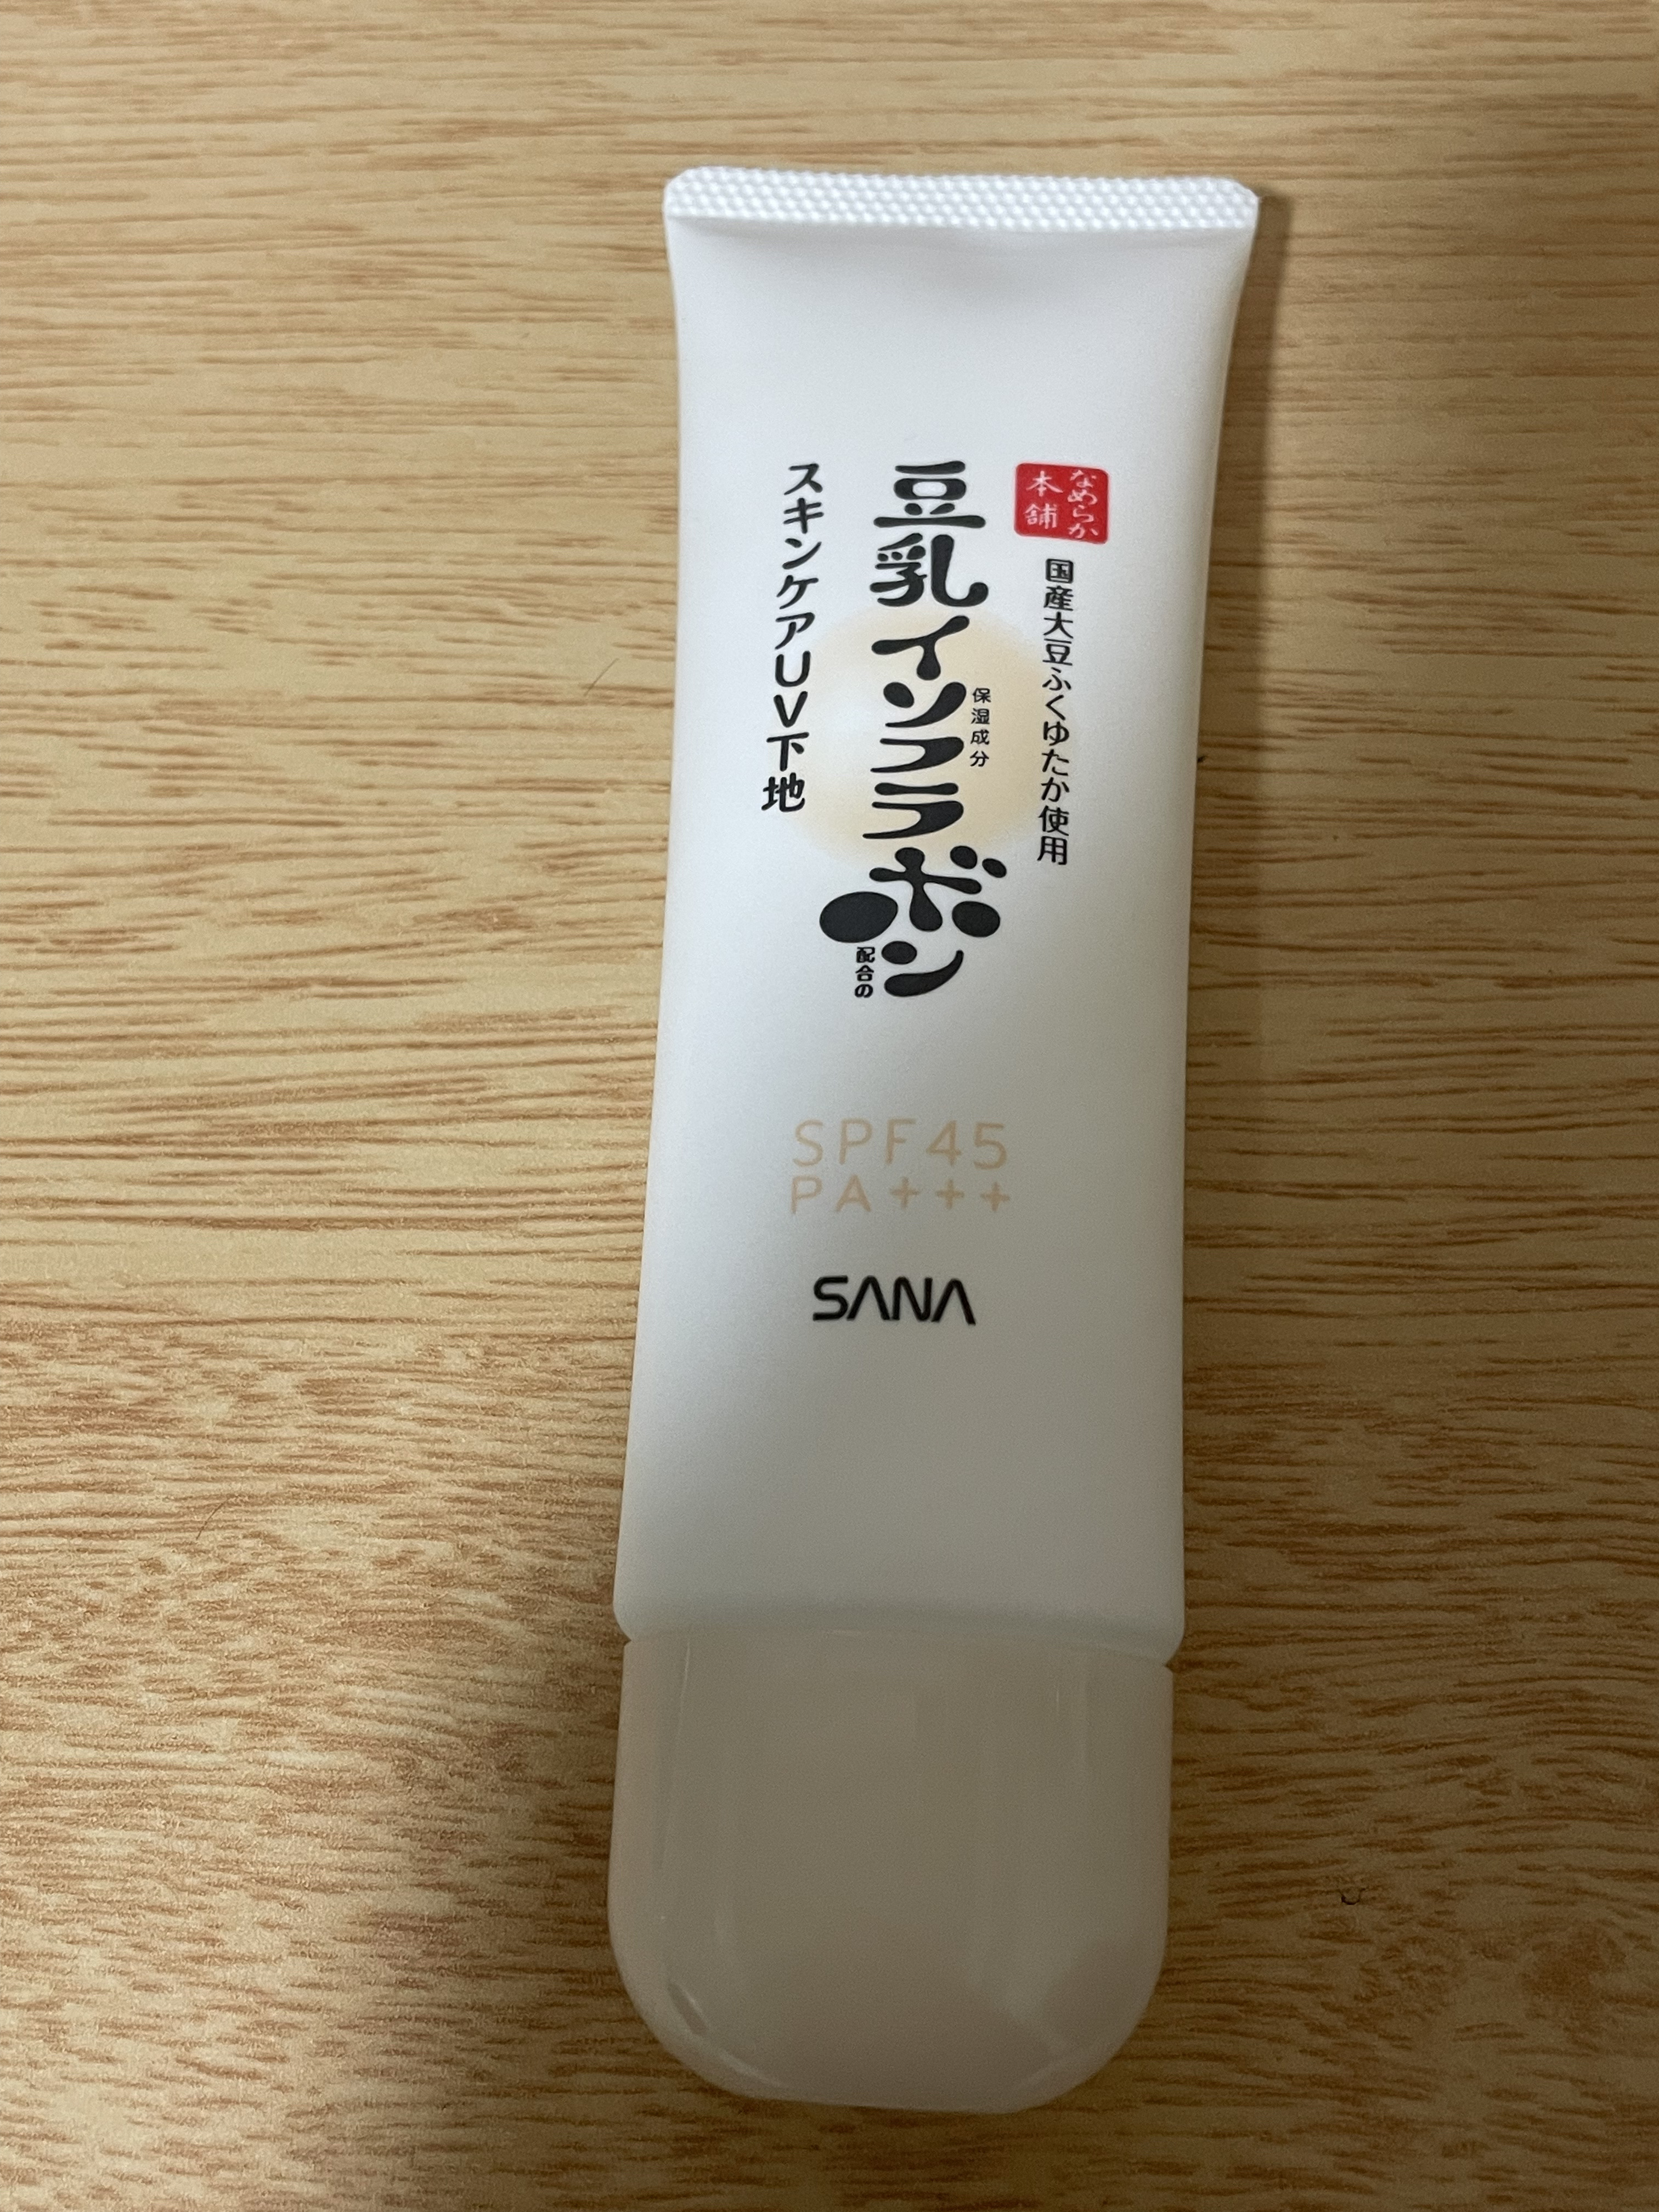 なめらか
本舗
国産大豆ふくゆたか使用
豆乳イソフラボン
保湿成分
配合の
スキンケアUV下地
SPF45
PA+++
SANA